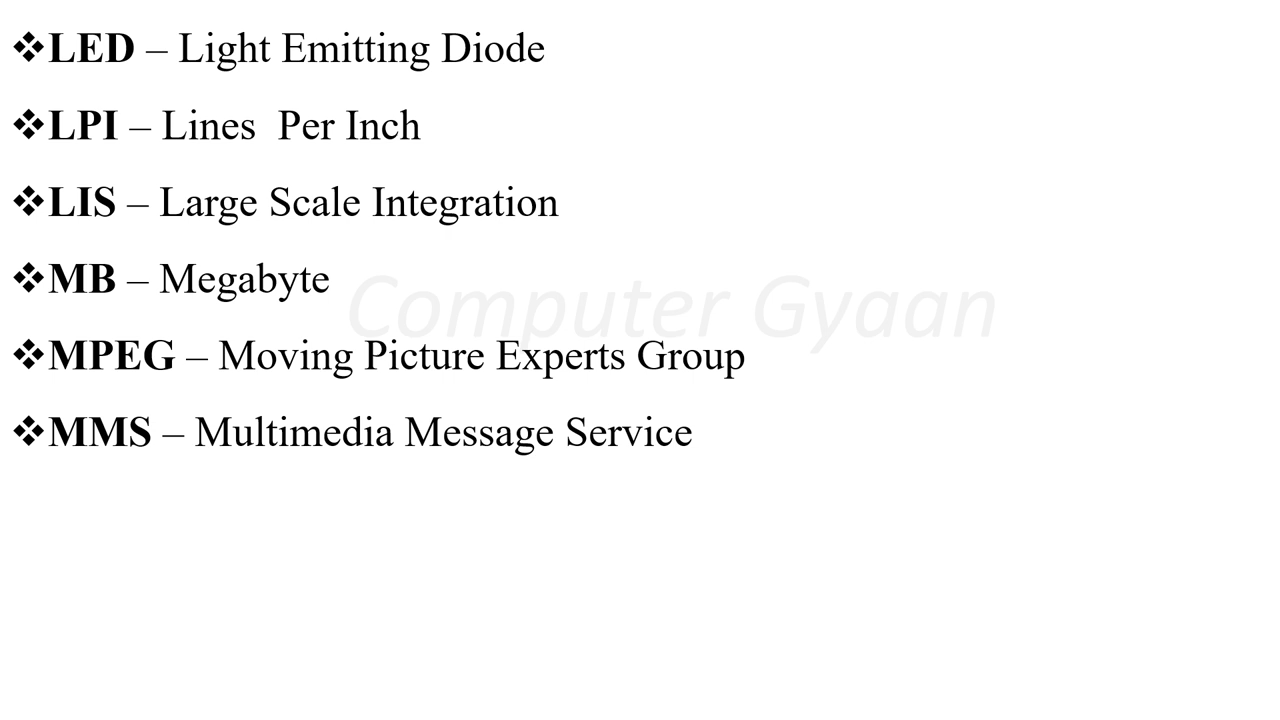 ❖LED – Light Emitting Diode
❖LPI – Lines  Per Inch
❖LIS – Large Scale Integration
❖MB – Megabyte
Computer Gyaan
❖MPEG – Moving Picture Experts Group
❖MMS – Multimedia Message Service